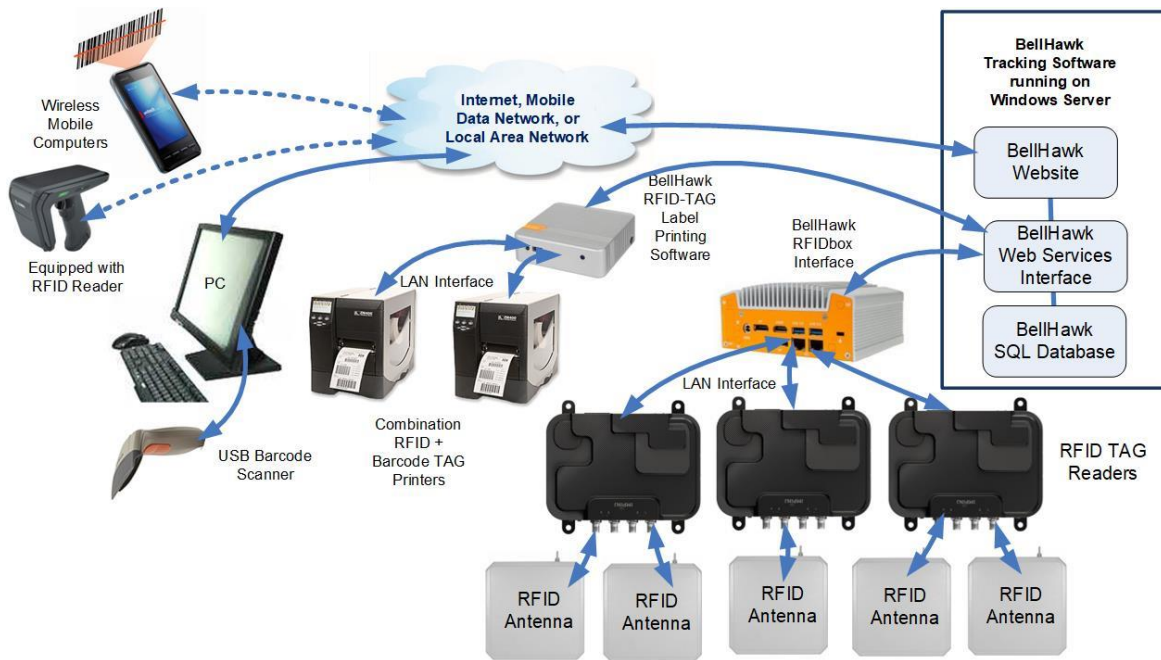 BellHawk
Tracking Software
running on
Windows Server
Wireless
Mobile
Computers
Internet, Mobile
Data Network, or
Local Area Network
BellHawk
Website
BellHawk
RFID-TAG
Label
Printing
Software
BellHawk
RFIDbox
Interface
BellHawk
Web Services
Interface
Equipped with
RFID Reader
PC
LAN Interface
BellHawk
SQL Database
LAN Interface
USB Barcode
Scanner
Combination
RFID +
Barcode TAG
Printers
RFID TAG
Readers
RFID
Antenna
RFID
Antenna
RFID
Antenna
RFID
Antenna
RFID
Antenna